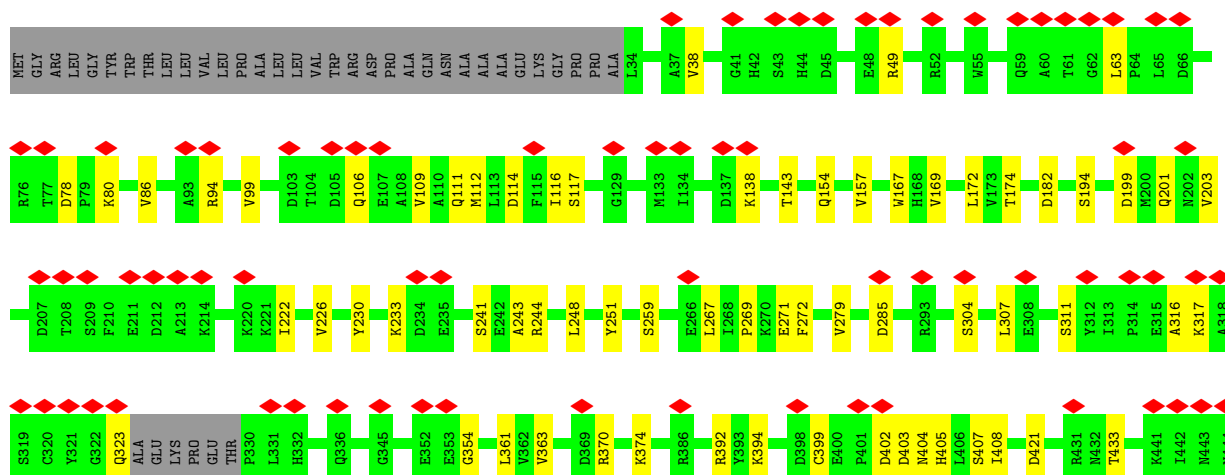 MET GLY ARG LEU GLY TYR TRP THR LEU LEU VAL LEU PRO ALA LEU LEU VAL TRP ARG ASP PRO ALA GLN ASN ALA ALA ALA GLU LYS GLY PRO PRO ALA L34 A37 V38 G41 H42 S43 H44 D45 E48 R49 R52 W55 Q59 A60 T61 G62 L63 P64 L65 D66
R76 T77 D78 P79 K80 V86 A93 R94 V99 D103 T104 D105 Q106 E107 A108 V109 A110 Q111 M112 L113 D114 F115 I116 S117 G129 M133 I134 D137 K138 T143 Q154 V157 W167 H168 V169 L172 V173 T174 D182 S194 D199 M200 Q201 N202 V203
D207 T208 S209 F210 E211 D212 A213 K214 K220 K221 I222 V226 Y230 K233 D234 E235 S241 E242 A243 R244 L248 Y251 S259 E266 L267 I268 P269 K270 E271 F272 V279 D285 R293 S304 L307 E308 S311 Y312 I313 P314 E315 A316 K317 A318
S319 C320 Y321 G322 Q323 ALA GLU LYS PRO GLU THR P330 L331 H332 Q336 G345 E352 E353 G354 L361 V362 V363 D369 R370 K374 R386 R392 Y393 K394 D398 C399 E400 P401 D402 D403 N404 H405 L406 S407 I408 D421 R431 N432 T433 K441 I442 N443